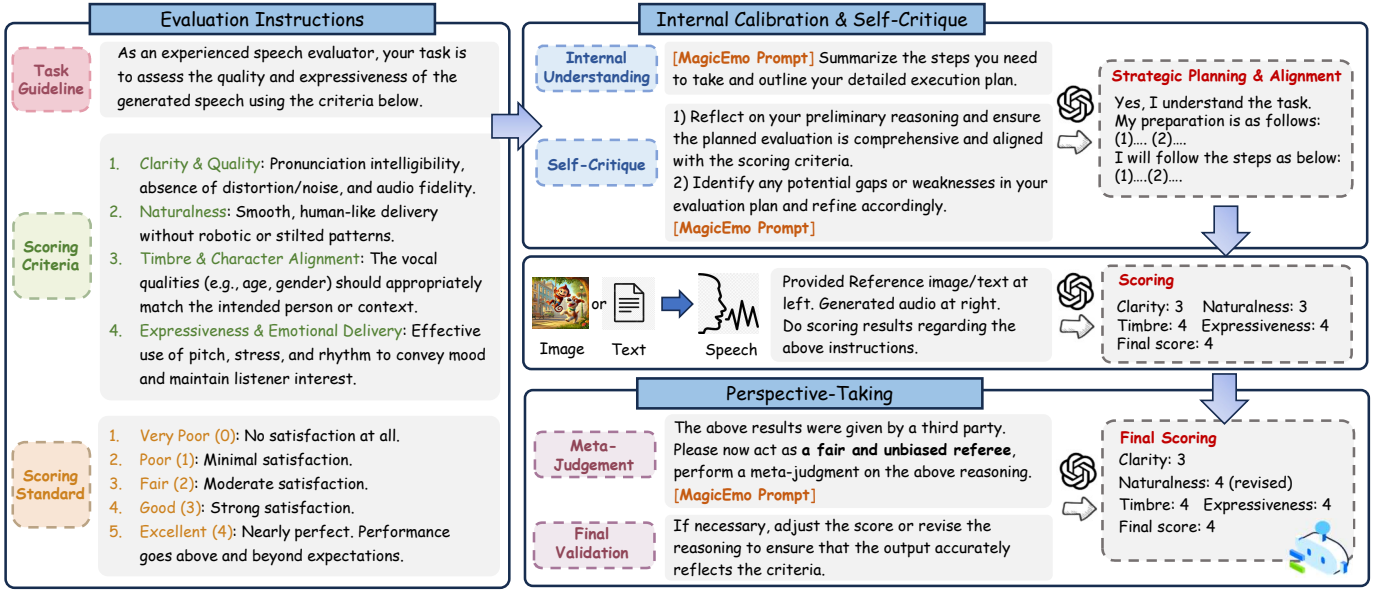 Evaluation Instructions
Task
Guideline
As an experienced speech evaluator, your task is
to assess the quality and expressiveness of the
generated speech using the criteria below.
Scoring
Criteria
1. Clarity & Quality: Pronunciation intelligibility,
absence of distortion/noise, and audio fidelity.
2. Naturalness: Smooth, human-like delivery
without robotic or stilted patterns.
3. Timbre & Character Alignment: The vocal
qualities (e.g., age, gender) should appropriately
match the intended person or context.
4. Expressiveness & Emotional Delivery: Effective
use of pitch, stress, and rhythm to convey mood
and maintain listener interest.
Scoring
Standard
1. Very Poor (0): No satisfaction at all.
2. Poor (1): Minimal satisfaction.
3. Fair (2): Moderate satisfaction.
4. Good (3): Strong satisfaction.
5. Excellent (4): Nearly perfect. Performance
goes above and beyond expectations.
Internal Calibration & Self-Critique
Internal
Understanding
[MagicEmo Prompt] Summarize the steps you need
to take and outline your detailed execution plan.
Self-Critique
1) Reflect on your preliminary reasoning and ensure
the planned evaluation is comprehensive and aligned
with the scoring criteria.
2) Identify any potential gaps or weaknesses in your
evaluation plan and refine accordingly.
[MagicEmo Prompt]
Strategic Planning & Alignment
Yes, I understand the task.
My preparation is as follows:
(1).... (2)....
I will follow the steps as below:
(1)....(2)....
or
Image Text Speech
Provided Reference image/text at
left. Generated audio at right.
Do scoring results regarding the
above instructions.
Scoring
Clarity: 3 Naturalness: 3
Timbre: 4 Expressiveness: 4
Final score: 4
Perspective-Taking
Meta-
Judgement
The above results were given by a third party.
Please now act as a fair and unbiased referee,
perform a meta-judgment on the above reasoning.
[MagicEmo Prompt]
Final
Validation
If necessary, adjust the score or revise the
reasoning to ensure that the output accurately
reflects the criteria.
Final Scoring
Clarity: 3
Naturalness: 4 (revised)
Timbre: 4 Expressiveness: 4
Final score: 4